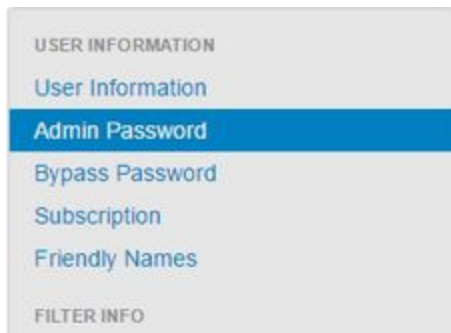 USER INFORMATION
User Information
Admin Password
Bypass Password
Subscription
Friendly Names
FILTER INFO